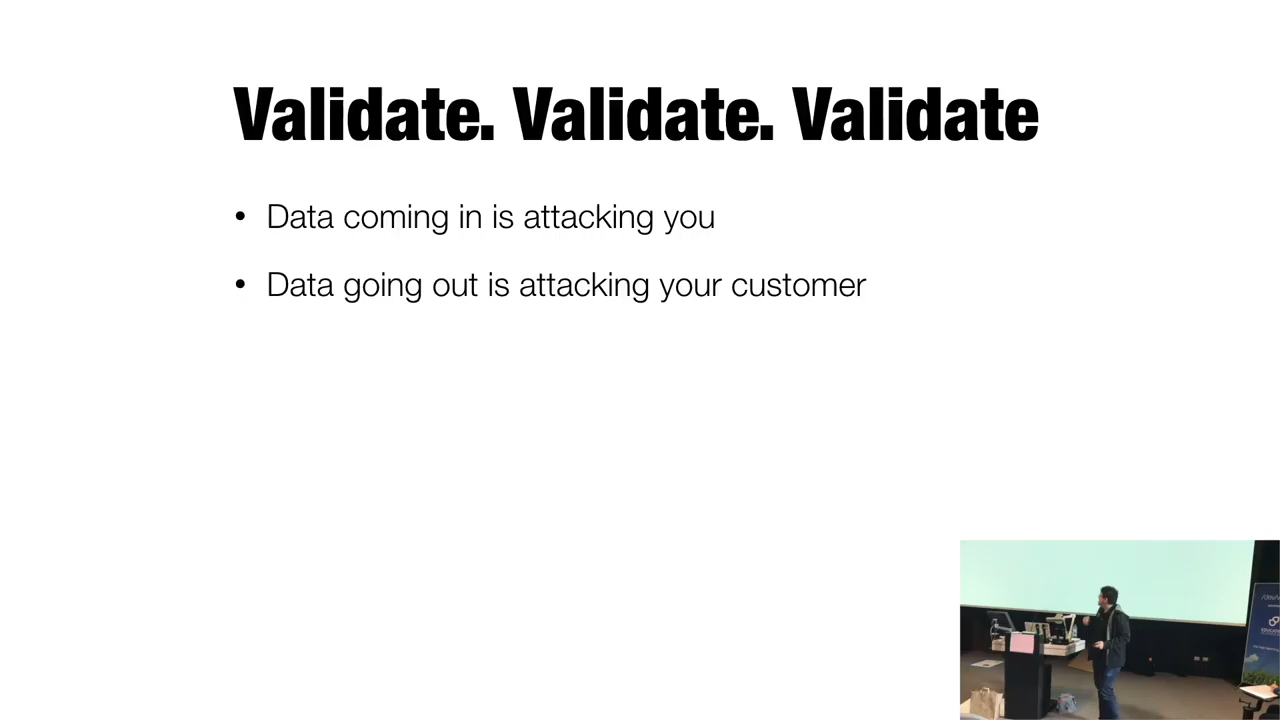 Validate. Validate. Validate
• Data coming in is attacking you
• Data going out is attacking your customer